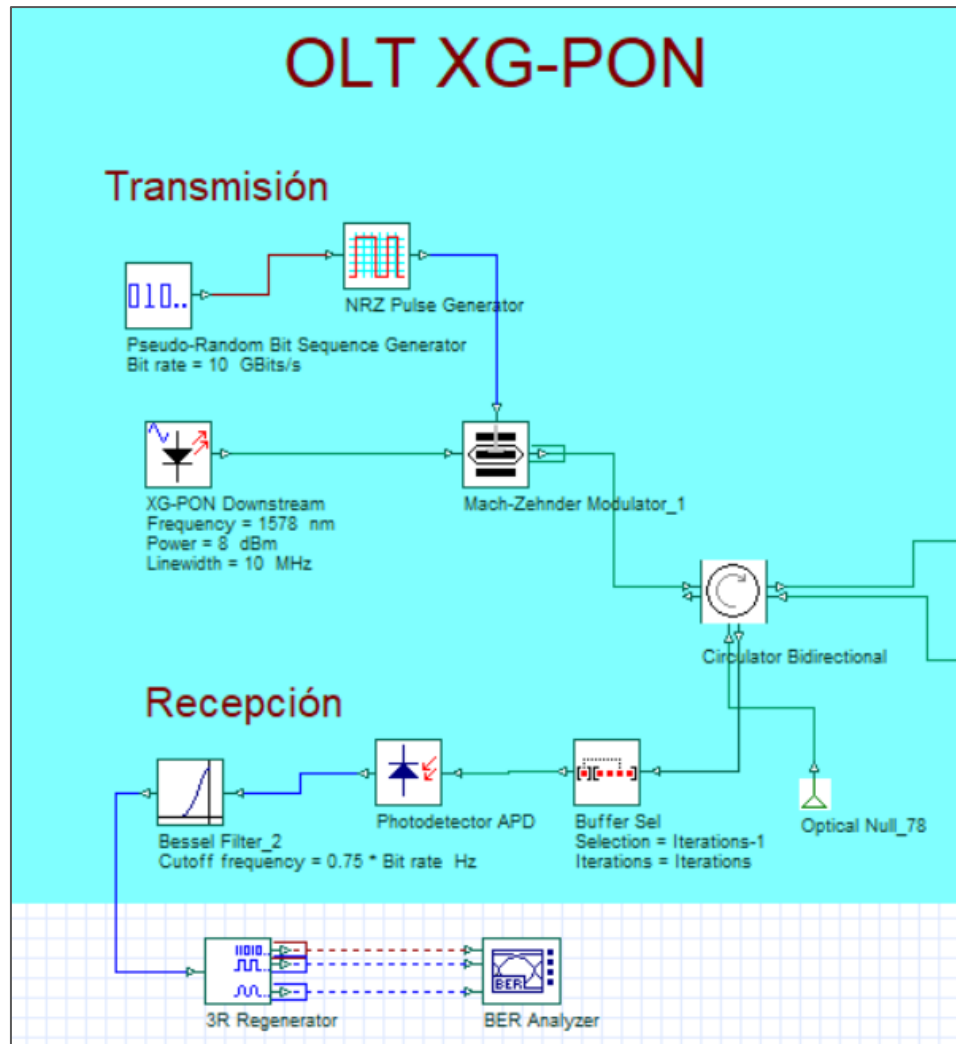 OLT XG-PON
Transmisión
NRZ Pulse Generator
010..
Pseudo-Random Bit Sequence Generator
Bit rate = 10 GBits/s
XG-PON Downstream
Frequency = 1578 nm
Power = 8 dBm
Linewidth = 10 MHz
Mach-Zehnder Modulator_1
Circulator Bidirectional
Recepción
Bessel Filter_2
Cutoff frequency = 0.75 * Bit rate Hz
Photodetector APD
Buffer Sel
Selection = Iterations-1
Iterations = Iterations
Optical Null_78
11010..
3R Regenerator
BER
BER Analyzer